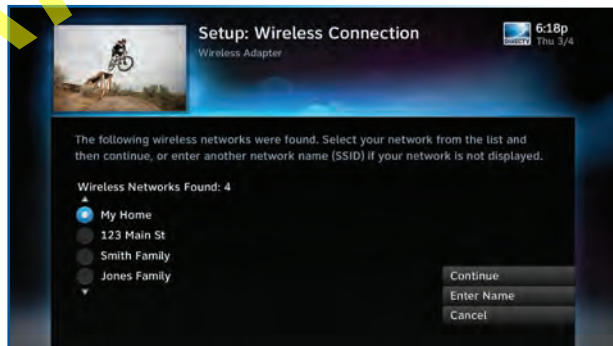 Setup: Wireless Connection
Wireless Adapter
DIRECTV
6:18p
Thu 3/4
The following wireless networks were found. Select your network from the list and
then continue, or enter another network name (SSID) if your network is not displayed.
Wireless Networks Found: 4
My Home
123 Main St
Smith Family
Jones Family
Continue
Enter Name
Cancel